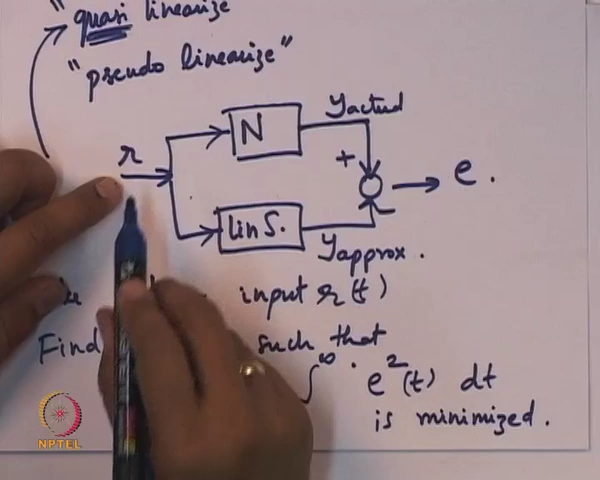 "quasi linearize
"pseudo linearize"
r
N
yactual
+
e.
lin S.
−
yapprox.
input r(t)
Find such that
∫ ∞ e²(t) dt
is minimized.
NPTEL